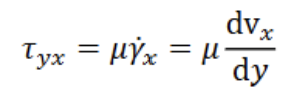 τ_yx = μγ̇_x = μ dv_x/dy